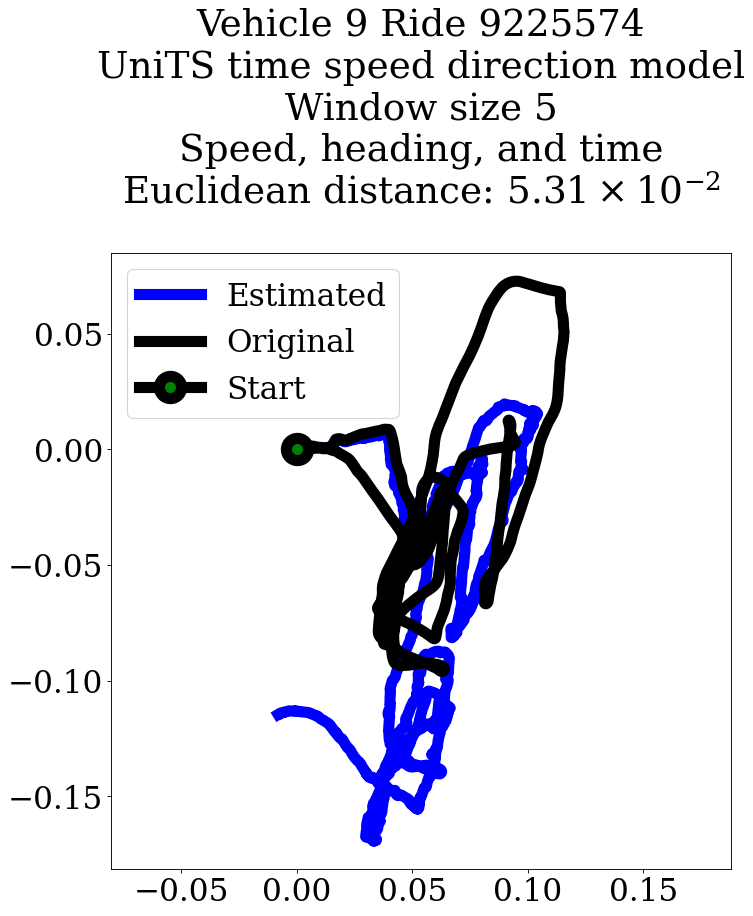 Vehicle 9 Ride 9225574
UniTS time speed direction model
Window size 5
Speed, heading, and time
Euclidean distance: 5.31 × 10⁻²
Estimated
Original
Start
0.05
0.00
−0.05
−0.10
−0.15
−0.05 0.00 0.05 0.10 0.15